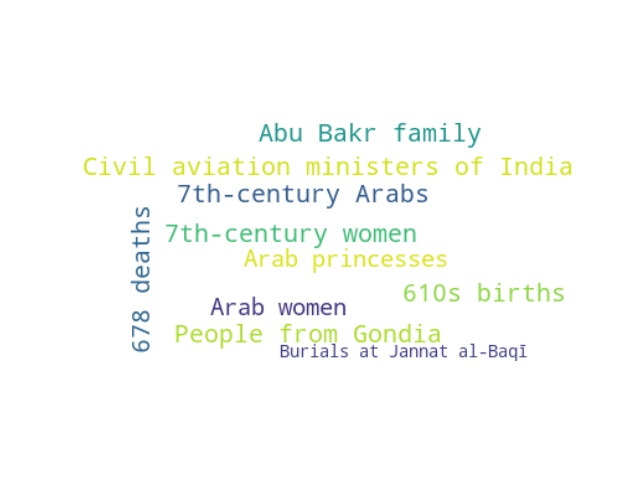 Abu Bakr family
Civil aviation ministers of India
7th-century Arabs
678 deaths
7th-century women
Arab princesses
610s births
Arab women
People from Gondia
Burials at Jannat al-Baqī